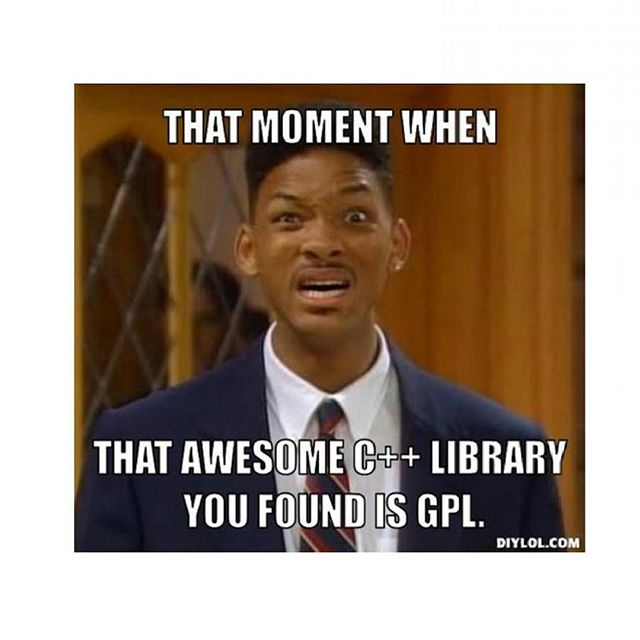 THAT MOMENT WHEN
THAT AWESOME C++ LIBRARY
YOU FOUND IS GPL.
DIYLOL.COM